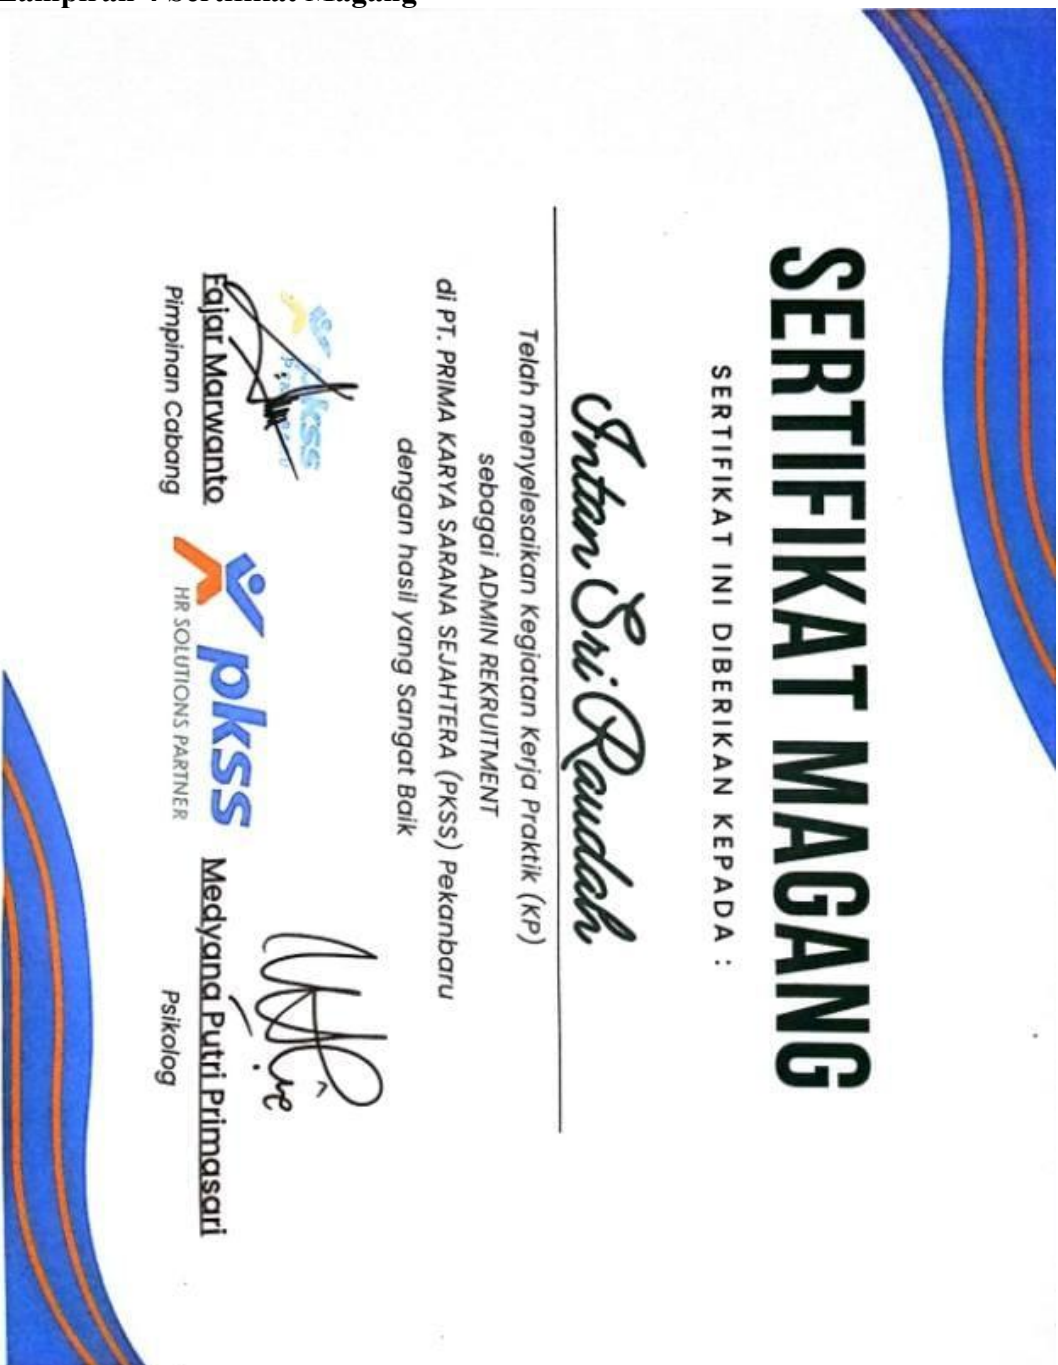 Lampiran 4 Sertifikat Magang
SERTIFIKAT MAGANG
SERTIFIKAT INI DIBERIKAN KEPADA :
Intan Sri Raudah
Telah menyelesaikan Kegiatan Kerja Praktik (KP)
sebagai ADMIN REKRUITMENT
di PT. PRIMA KARYA SARANA SEJAHTERA (PKSS) Pekanbaru
dengan hasil yang Sangat Baik
pkss
Fajar Marwanto
Pimpinan Cabang
pkss
HR SOLUTIONS PARTNER
Medyana Putri Primasari
Psikolog